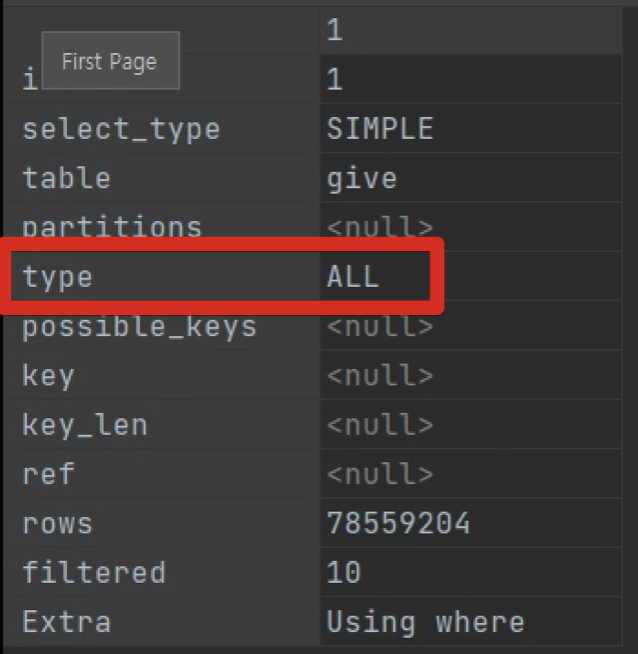 1
First Page
i 1
select_type SIMPLE
table give
partitions <null>
type ALL
possible_keys <null>
key <null>
key_len <null>
ref <null>
rows 78559204
filtered 10
Extra Using where